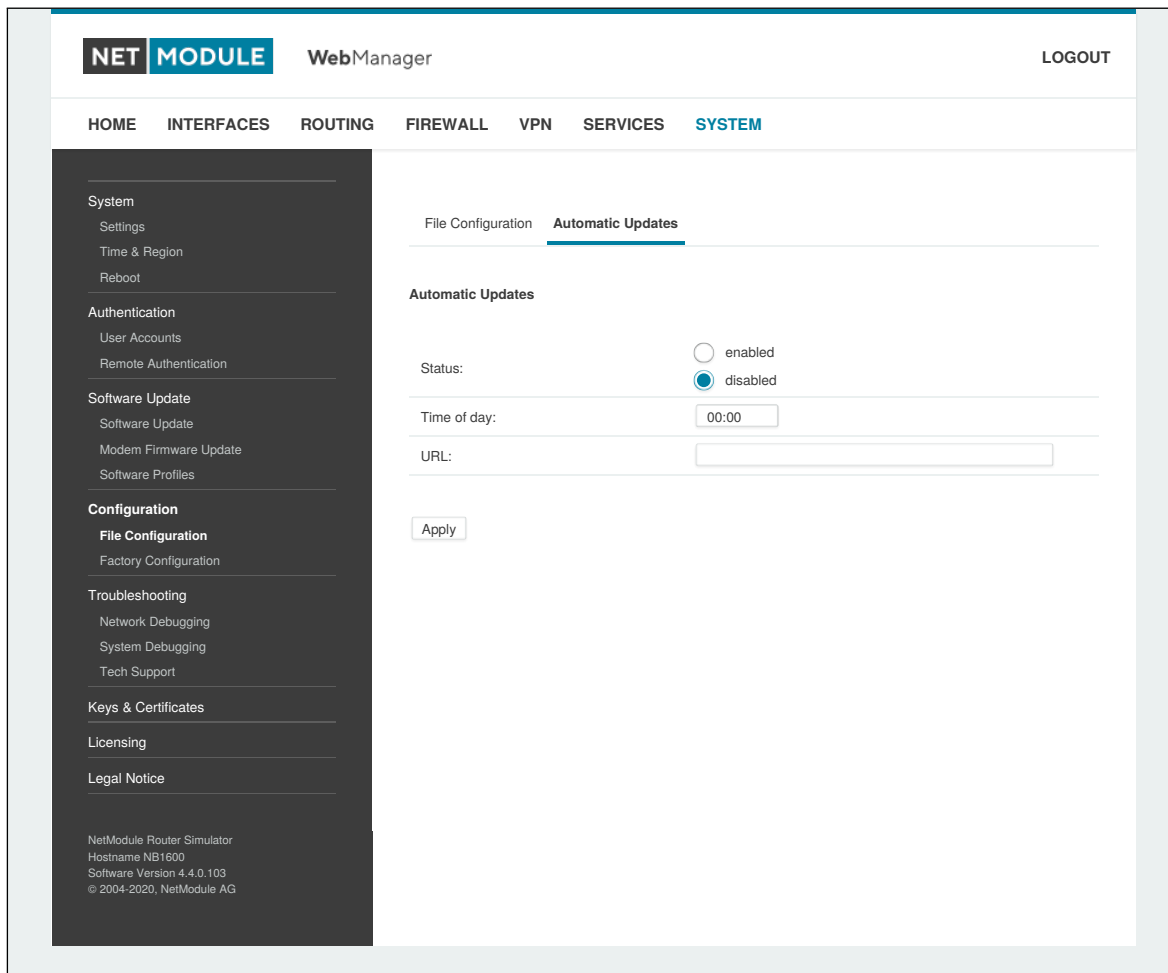 NET MODULE WebManager LOGOUT
HOME INTERFACES ROUTING FIREWALL VPN SERVICES SYSTEM
System
Settings
Time & Region
Reboot
Authentication
User Accounts
Remote Authentication
Software Update
Software Update
Modem Firmware Update
Software Profiles
Configuration
File Configuration
Factory Configuration
Troubleshooting
Network Debugging
System Debugging
Tech Support
Keys & Certificates
Licensing
Legal Notice
NetModule Router Simulator
Hostname NB1600
Software Version 4.4.0.103
© 2004-2020, NetModule AG
File Configuration Automatic Updates
Automatic Updates
Status: enabled
disabled
Time of day: 00:00
URL:
Apply